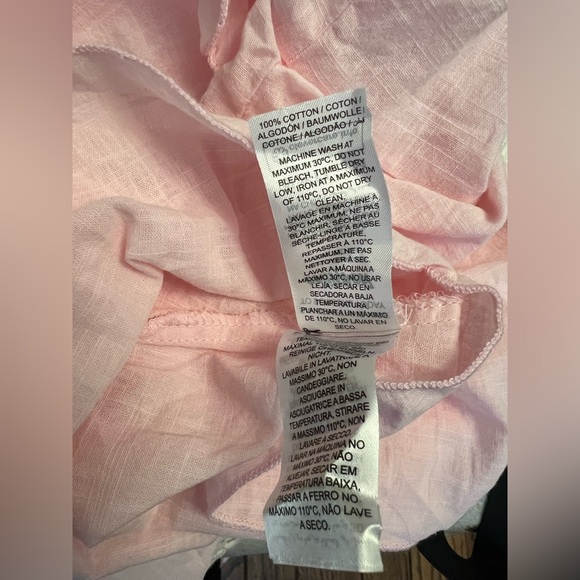 100% COTTON / COTON /
ALGODÓN / BAUMWOLLE /
COTONE / ALGODÃO /
MACHINE WASH AT
MAXIMUM 30°C, DO NOT
BLEACH, TUMBLE DRY
LOW, IRON AT A MAXIMUM
OF 110°C, DO NOT DRY
CLEAN.
LAVAGE EN MACHINE À
30°C MAXIMUM, NE PAS
BLANCHIR, SÉCHER AU
SÈCHE-LINGE À BASSE
TEMPÉRATURE,
REPASSER À 110°C
MAXIMUM, NE PAS
NETTOYER À SEC.
LAVAR A MÁQUINA A
MÁXIMO 30°C, NO USAR
LEJÍA, SECAR EN
SECADORA A BAJA
TEMPERATURA,
PLANCHAR A UN MÁXIMO
DE 110°C, NO LAVAR EN
SECO.
REINIGE
NICHT.
LAVABILE IN LAVATRICE
MASSIMO 30°C, NON
CANDEGGIARE,
ASCIUGARE IN
ASCIUGATRICE A BASSA
TEMPERATURA, STIRARE
A MASSIMO 110°C, NON
LAVARE A SECCO.
LAVAR NA MÁQUINA NO
MÁXIMO 30°C, NÃO
ALVEJAR, SECAR EM
TEMPERATURA BAIXA,
PASSAR A FERRO NO
MÁXIMO 110°C, NÃO LAVE
A SECO.